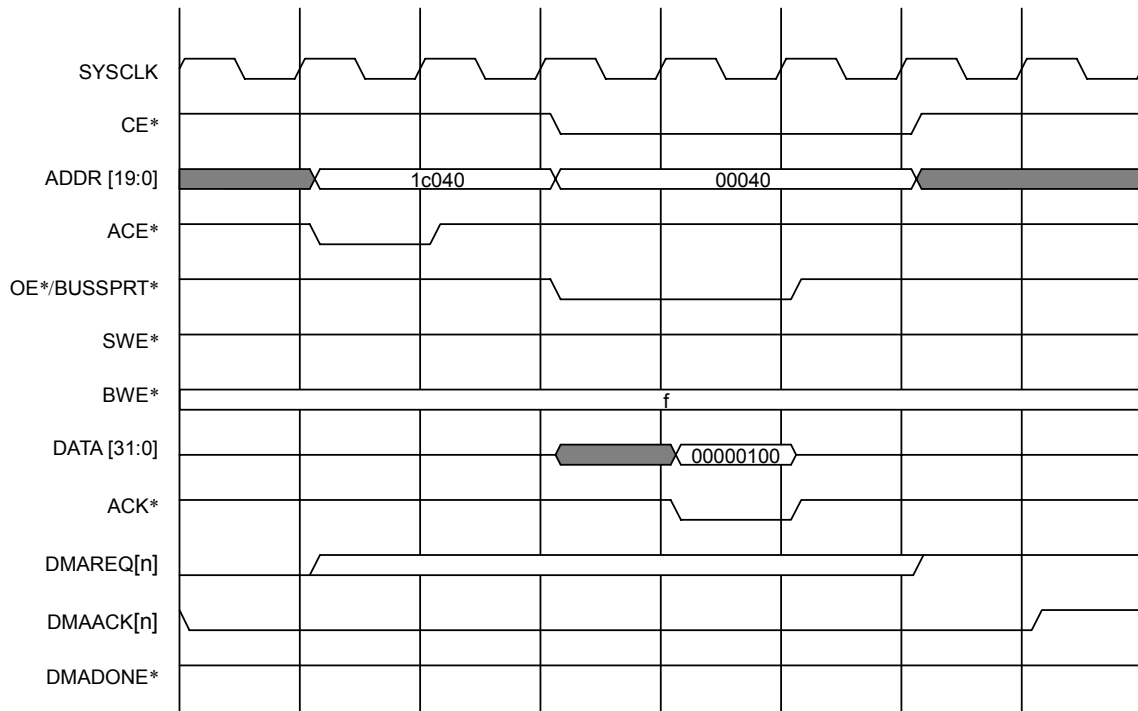 SYSCLK
CE*
ADDR [19:0]
1c040
00040
ACE*
OE*/BUSSPRT*
SWE*
BWE*
f
DATA [31:0]
00000100
ACK*
DMAREQ[n]
DMAACK[n]
DMADONE*